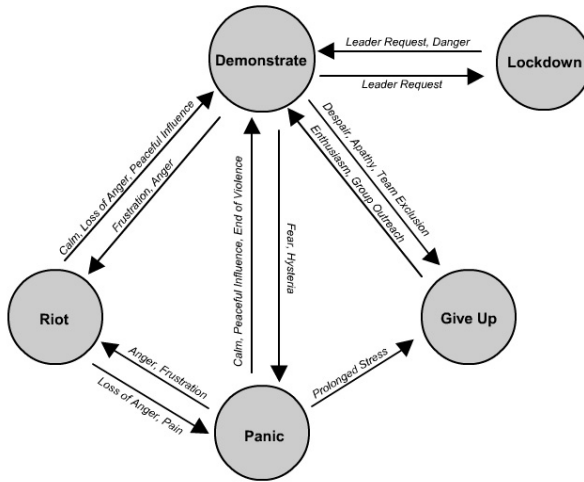 Demonstrate
Leader Request, Danger
Leader Request
Lockdown
Calm, Loss of Anger, Peaceful Influence
Frustration, Anger
Calm, Peaceful Influence, End of Violence
Fear, Hysteria
Despair, Apathy, Team Exclusion
Enthusiasm, Group Outreach
Riot
Give Up
Anger, Frustration
Loss of Anger, Pain
Prolonged Stress
Panic